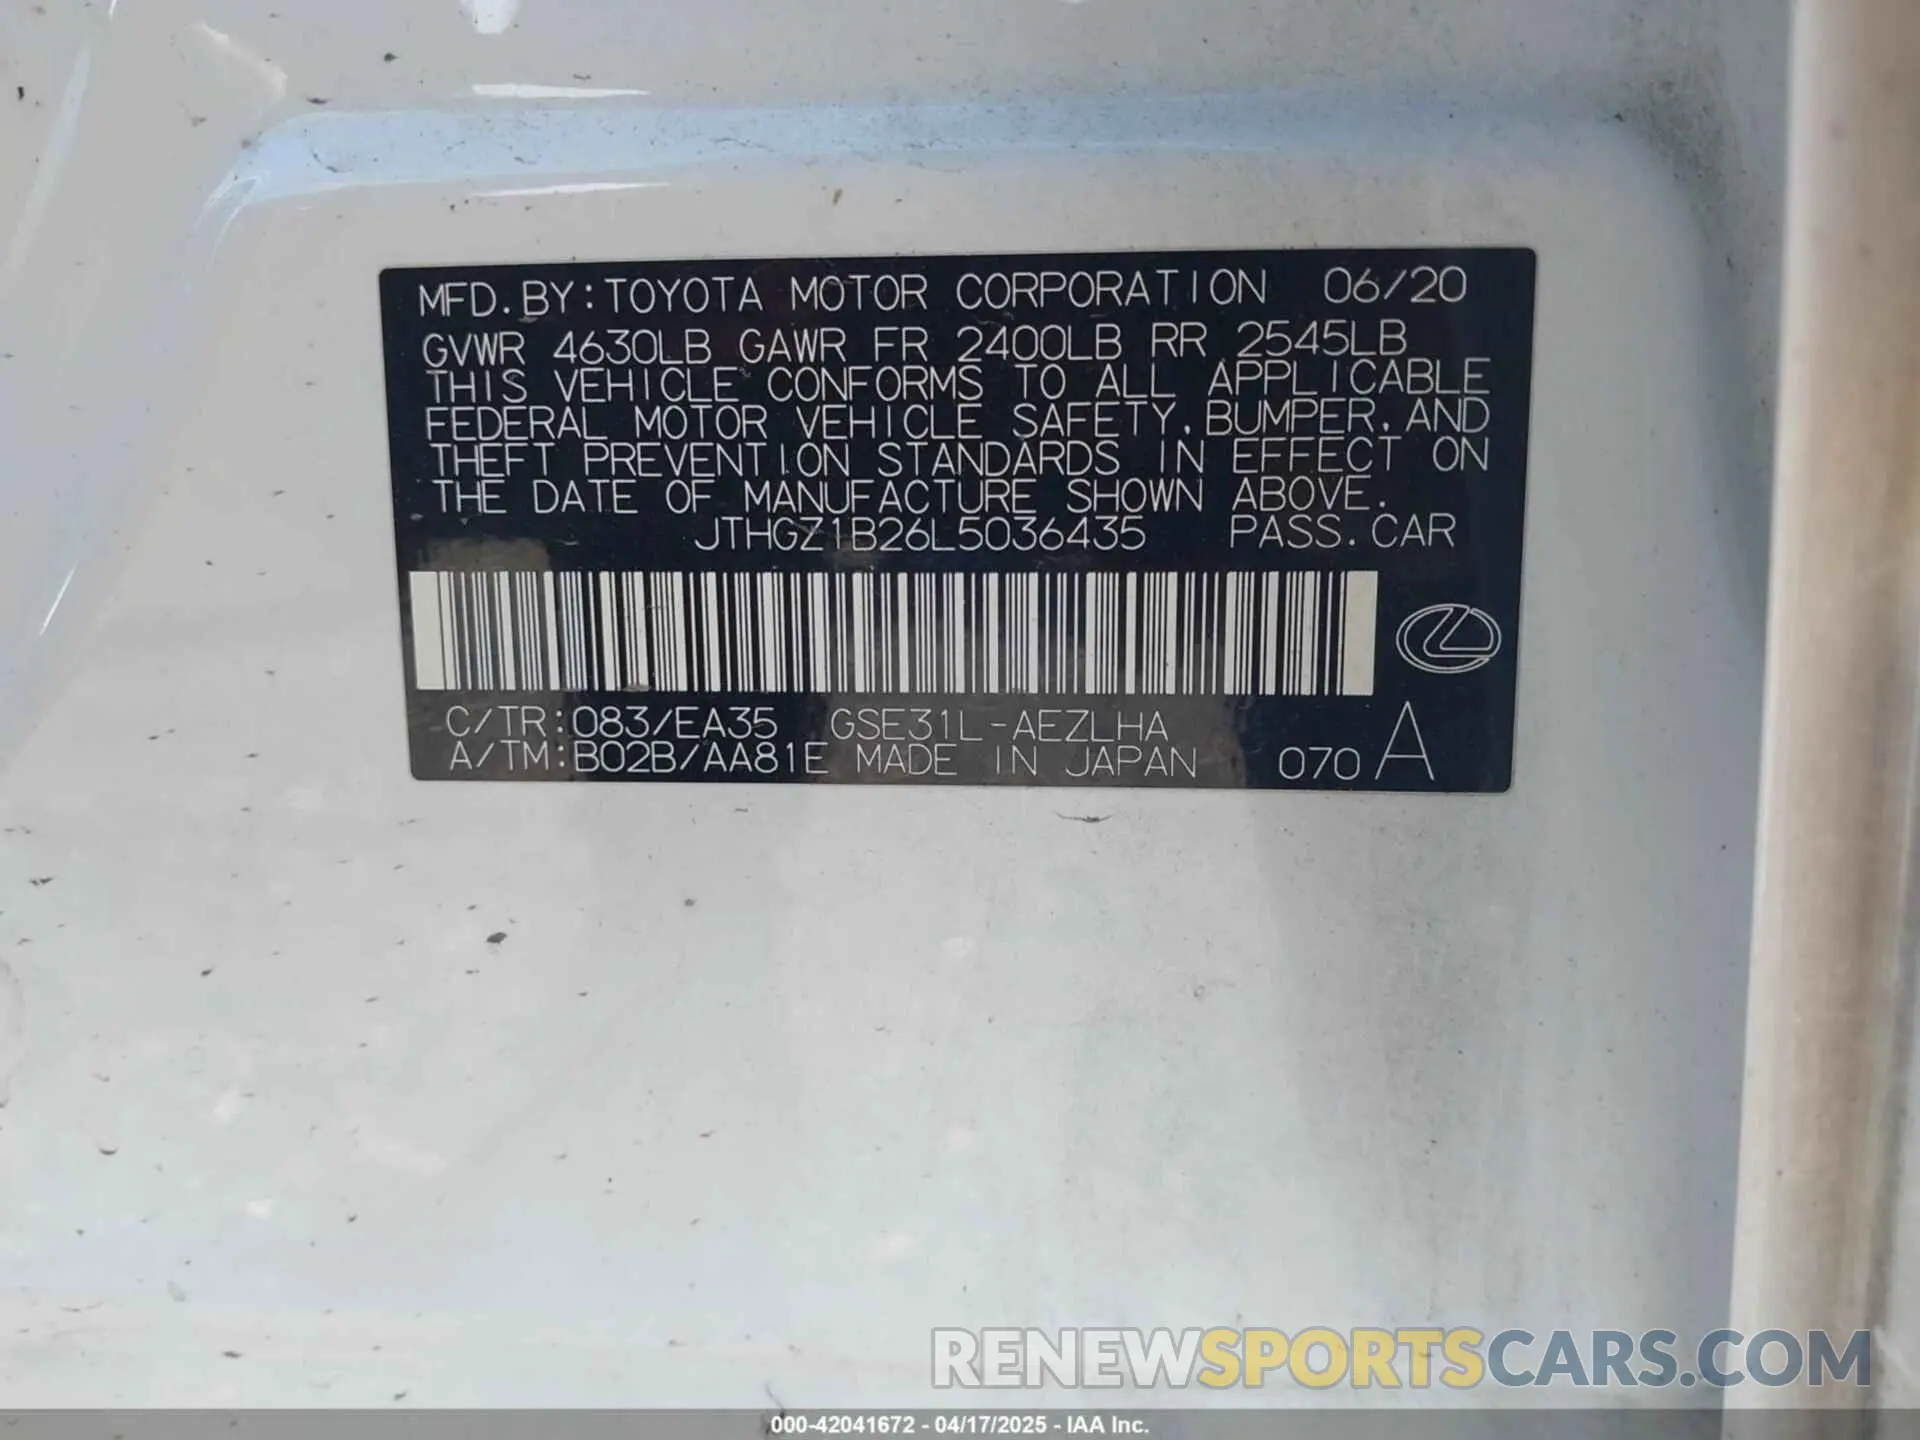 MFD. BY: TOYOTA MOTOR CORPORATION 06/20
GVWR 4630LB GAWR FR 2400LB RR 2545LB
THIS VEHICLE CONFORMS TO ALL APPLICABLE
FEDERAL MOTOR VEHICLE SAFETY, BUMPER, AND
THEFT PREVENTION STANDARDS IN EFFECT ON
THE DATE OF MANUFACTURE SHOWN ABOVE.
JTHGZ1B26L5036435 PASS. CAR
C/TR:083/EA35 GSE31L-AEZLHA
A/TM:B02B/AA81E MADE IN JAPAN 070 A
RENEWSPORTSCARS.COM
000-42041672 - 04/17/2025 - IAA Inc.